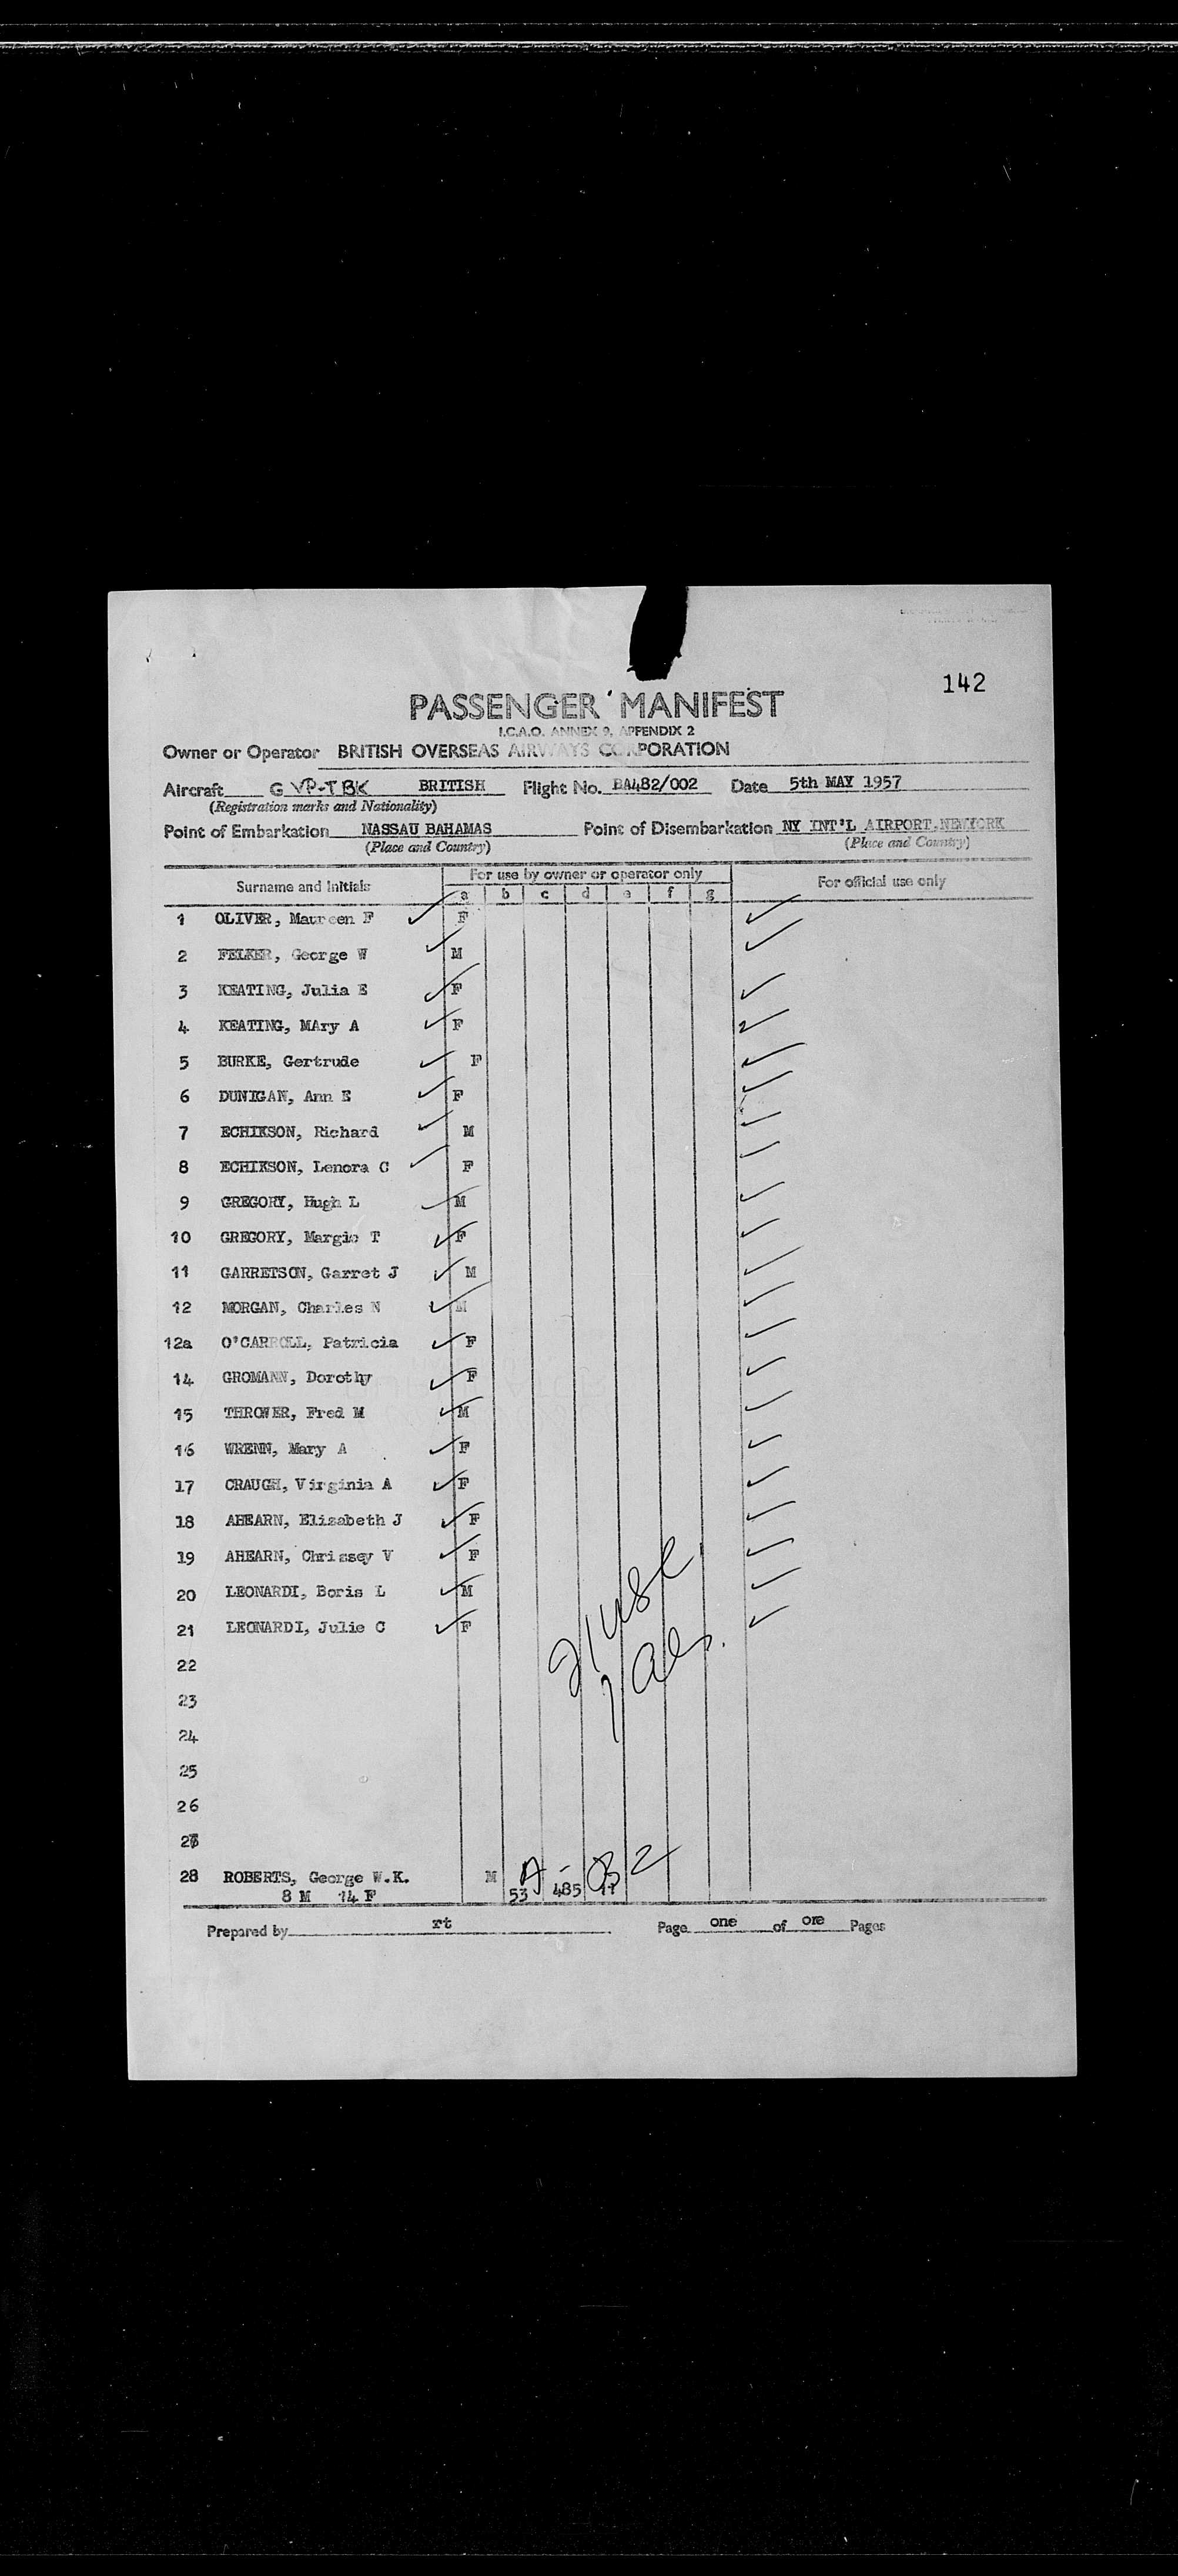 142
PASSENGER MANIFEST
I.C.A.O. ANNEX 9, APPENDIX 2
Owner or Operator BRITISH OVERSEAS AIRWAYS CORPORATION
Aircraft G VP-TBK BRITISH Flight No. BA482/002 Date 5th MAY 1957
(Registration marks and Nationality)
Point of Embarkation NASSAU BAHAMAS Point of Disembarkation NY INT'L AIRPORT, NEWYORK
(Place and Country) (Place and Country)
Surname and Initials For use by owner or operator only For official use only
a b c d e f g
1 OLIVER, Maureen F F
2 FELKER, George W M
3 KEATING, Julia E F
4 KEATING, MAry A F
5 BURKE, Gertrude F
6 DUNIGAN, Ann E F
7 ECHIKSON, Richard M
8 ECHIKSON, Lenora C F
9 GREGORY, Hugh L M
10 GREGORY, Margie T F
11 GARRETSON, Garret J M
12 MORGAN, Charles N M
12a O'CARROLL, Patricia F
14 GROMANN, Dorothy F
15 THROWER, Fred M M
16 WRENN, Mary A F
17 CRAUGH, Virginia A F
18 AHEARN, Elizabeth J F
19 AHEARN, Chrissey V F
20 LEONARDI, Boris L M
21 LEONARDI, Julie C F
21 USC
1 Al
22
23
24
25
26
27
28 ROBERTS, George W.K. M A - B2
8 M 14 F 53 485
Prepared by rt Page one of one Pages